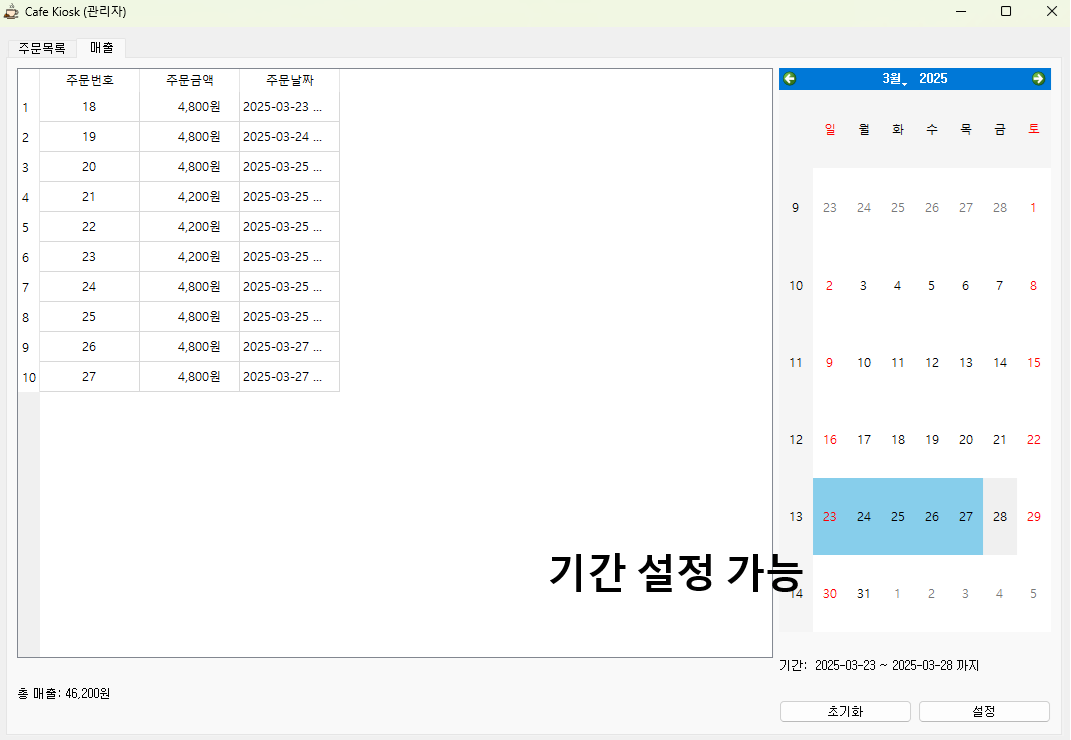 Cafe Kiosk (관리자)
주문목록 매출
주문번호 주문금액 주문날짜
1 18 4,800원 2025-03-23 ...
2 19 4,800원 2025-03-24 ...
3 20 4,800원 2025-03-25 ...
4 21 4,200원 2025-03-25 ...
5 22 4,200원 2025-03-25 ...
6 23 4,200원 2025-03-25 ...
7 24 4,800원 2025-03-25 ...
8 25 4,800원 2025-03-25 ...
9 26 4,800원 2025-03-27 ...
10 27 4,800원 2025-03-27 ...
총 매출: 46,200원
3월 2025
일 월 화 수 목 금 토
9 23 24 25 26 27 28 1
10 2 3 4 5 6 7 8
11 9 10 11 12 13 14 15
12 16 17 18 19 20 21 22
13 23 24 25 26 27 28 29
14 30 31 1 2 3 4 5
기간 설정 가능
기간: 2025-03-23 ~ 2025-03-28 까지
초기화 설정